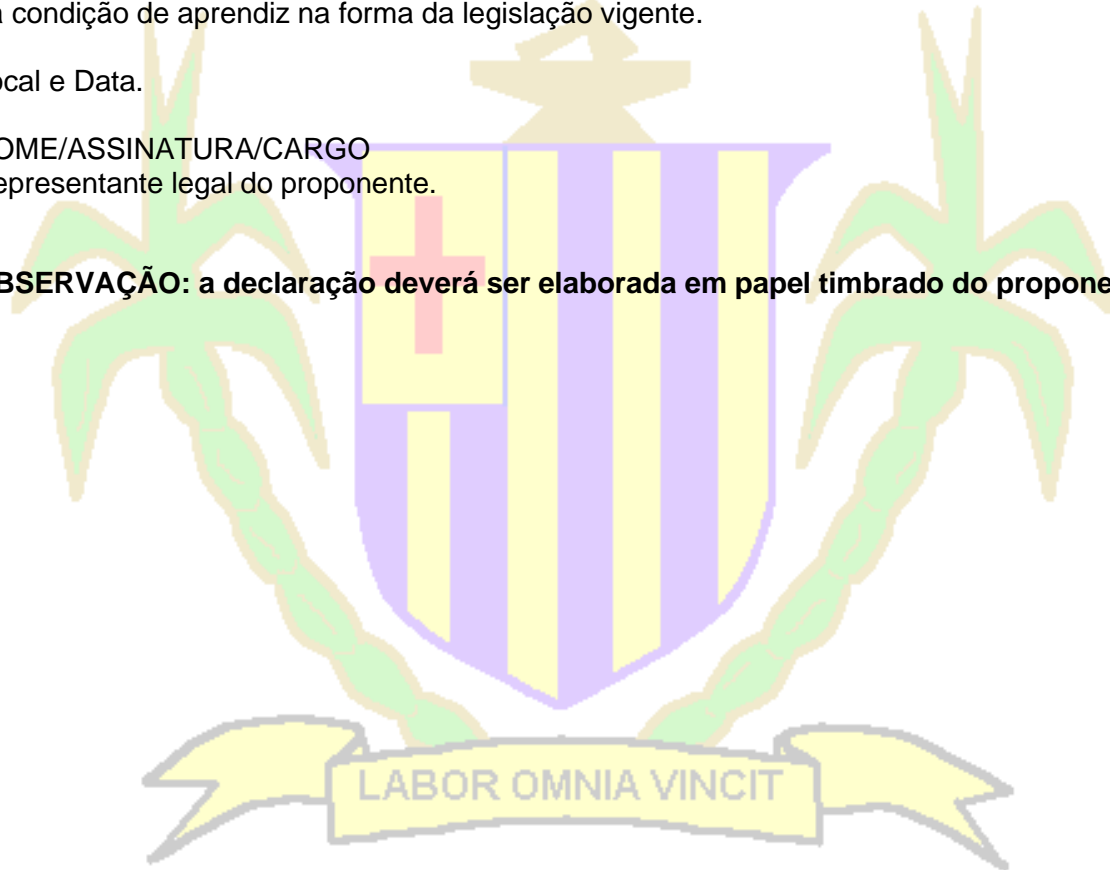 a condição de aprendiz na forma da legislação vigente.
ocal e Data.
OME/ASSINATURA/CARGO
epresentante legal do proponente.
BSERVAÇÃO: a declaração deverá ser elaborada em papel timbrado do propone
LABOR OMNIA VINCIT